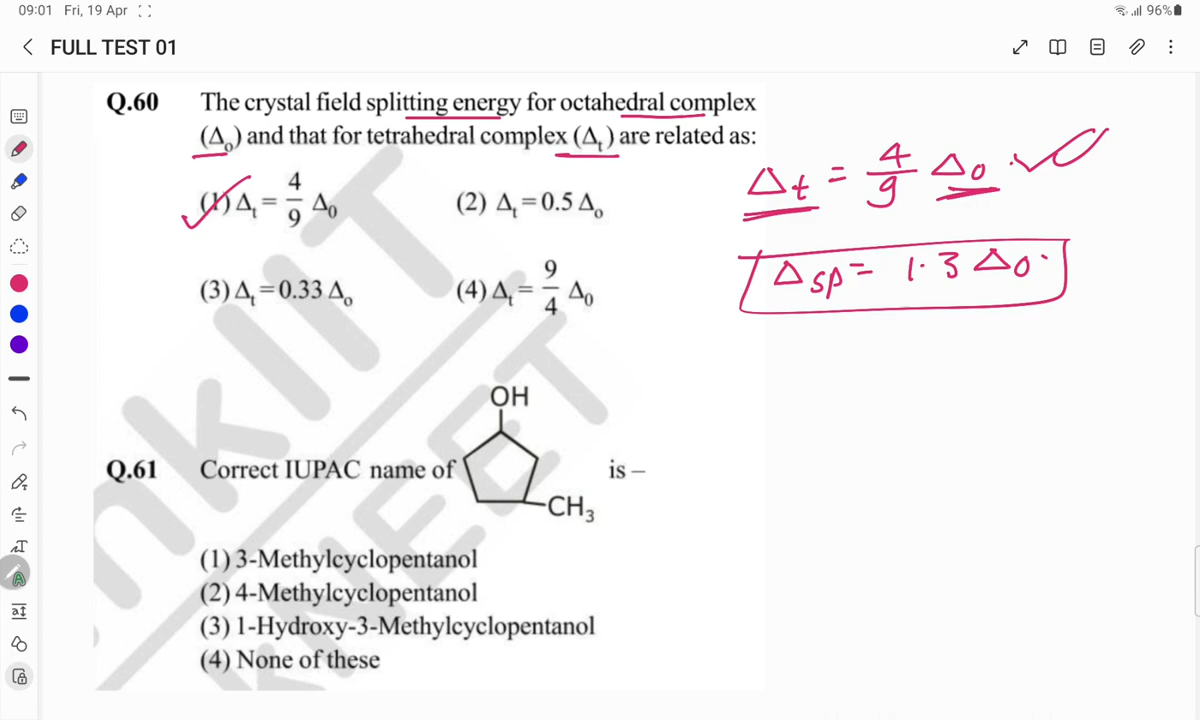 09:01 Fri, 19 Apr
96%
FULL TEST 01
Q.60 The crystal field splitting energy for octahedral complex
(Δₒ) and that for tetrahedral complex (Δₜ) are related as:
(1) Δₜ = 4/9 Δ₀
(2) Δₜ = 0.5 Δₒ
(3) Δₜ = 0.33 Δₒ
(4) Δₜ = 9/4 Δ₀
Δt = 4/9 Δo
Δsp = 1.3 Δo
OH
Q.61 Correct IUPAC name of is –
CH₃
(1) 3-Methylcyclopentanol
(2) 4-Methylcyclopentanol
(3) 1-Hydroxy-3-Methylcyclopentanol
(4) None of these
nkIIT
KNEET